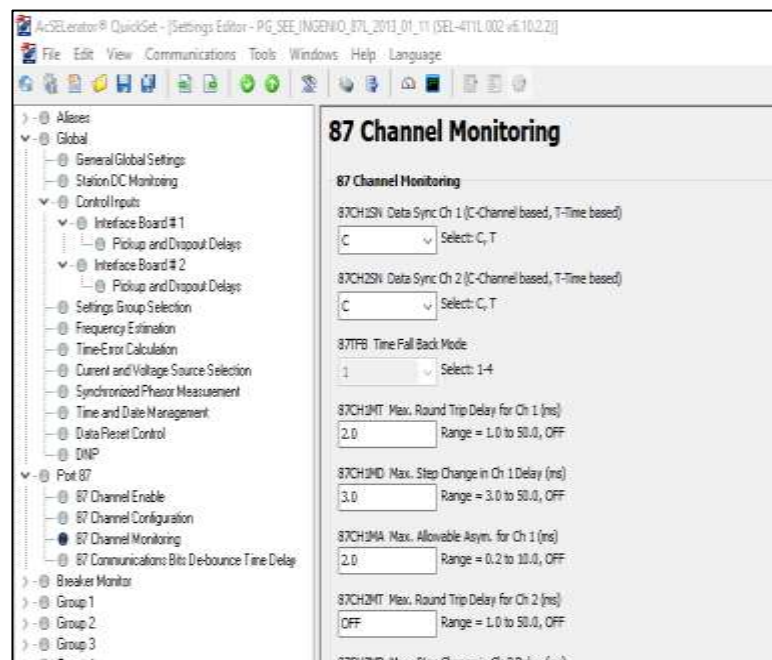 AcSELerator® QuickSet - [Settings Editor - PG_SEE_INGENIO_87L_2013_01_11 (SEL-411L 002 v6.10.2.2)]
File Edit View Communications Tools Windows Help Language
Aliases
Global
General Global Settings
Station DC Monitoring
Control Inputs
Interface Board #1
Pickup and Dropout Delays
Interface Board #2
Pickup and Dropout Delays
Settings Group Selection
Frequency Estimation
Time-Error Calculation
Current and Voltage Source Selection
Synchronized Phasor Measurement
Time and Date Management
Data Reset Control
DNP
Port 87
87 Channel Enable
87 Channel Configuration
87 Channel Monitoring
87 Communications Bits De-bounce Time Delay
Breaker Monitor
Group 1
Group 2
Group 3
87 Channel Monitoring
87 Channel Monitoring
87CH1SN Data Sync Ch 1 (C-Channel based, T-Time based)
C Select: C, T
87CH2SN Data Sync Ch 2 (C-Channel based, T-Time based)
C Select: C, T
87TFB Time Fall Back Mode
1 Select: 1-4
87CH1MT Max. Round Trip Delay for Ch 1 (ms)
2.0 Range = 1.0 to 50.0, OFF
87CH1MD Max. Step Change in Ch 1 Delay (ms)
3.0 Range = 3.0 to 50.0, OFF
87CH1MA Max. Allowable Asym. for Ch 1 (ms)
2.0 Range = 0.2 to 10.0, OFF
87CH2MT Max. Round Trip Delay for Ch 2 (ms)
OFF Range = 1.0 to 50.0, OFF